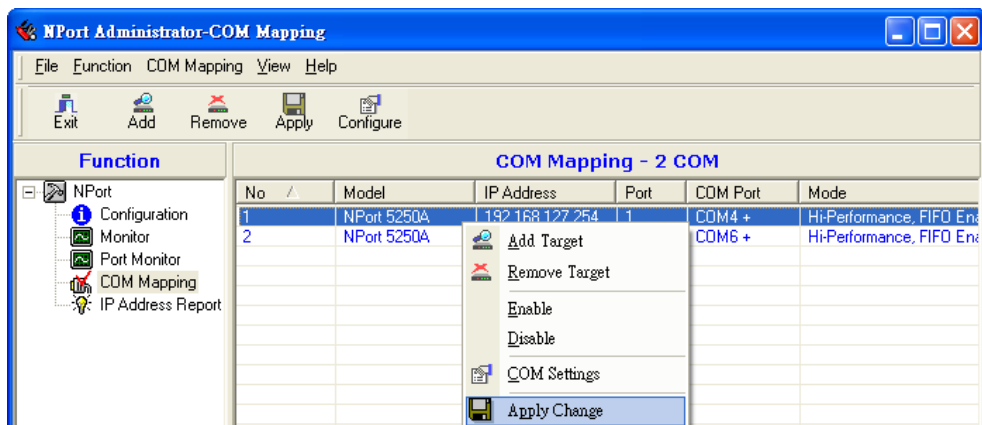 NPort Administrator-COM Mapping
File Function COM Mapping View Help
Exit Add Remove Apply Configure
Function
COM Mapping - 2 COM
NPort
Configuration
Monitor
Port Monitor
COM Mapping
IP Address Report
No Model IP Address Port COM Port Mode
1 NPort 5250A 192.168.127.254 1 COM4 + Hi-Performance, FIFO Ena
2 NPort 5250A COM6 + Hi-Performance, FIFO Ena
Add Target
Remove Target
Enable
Disable
COM Settings
Apply Change